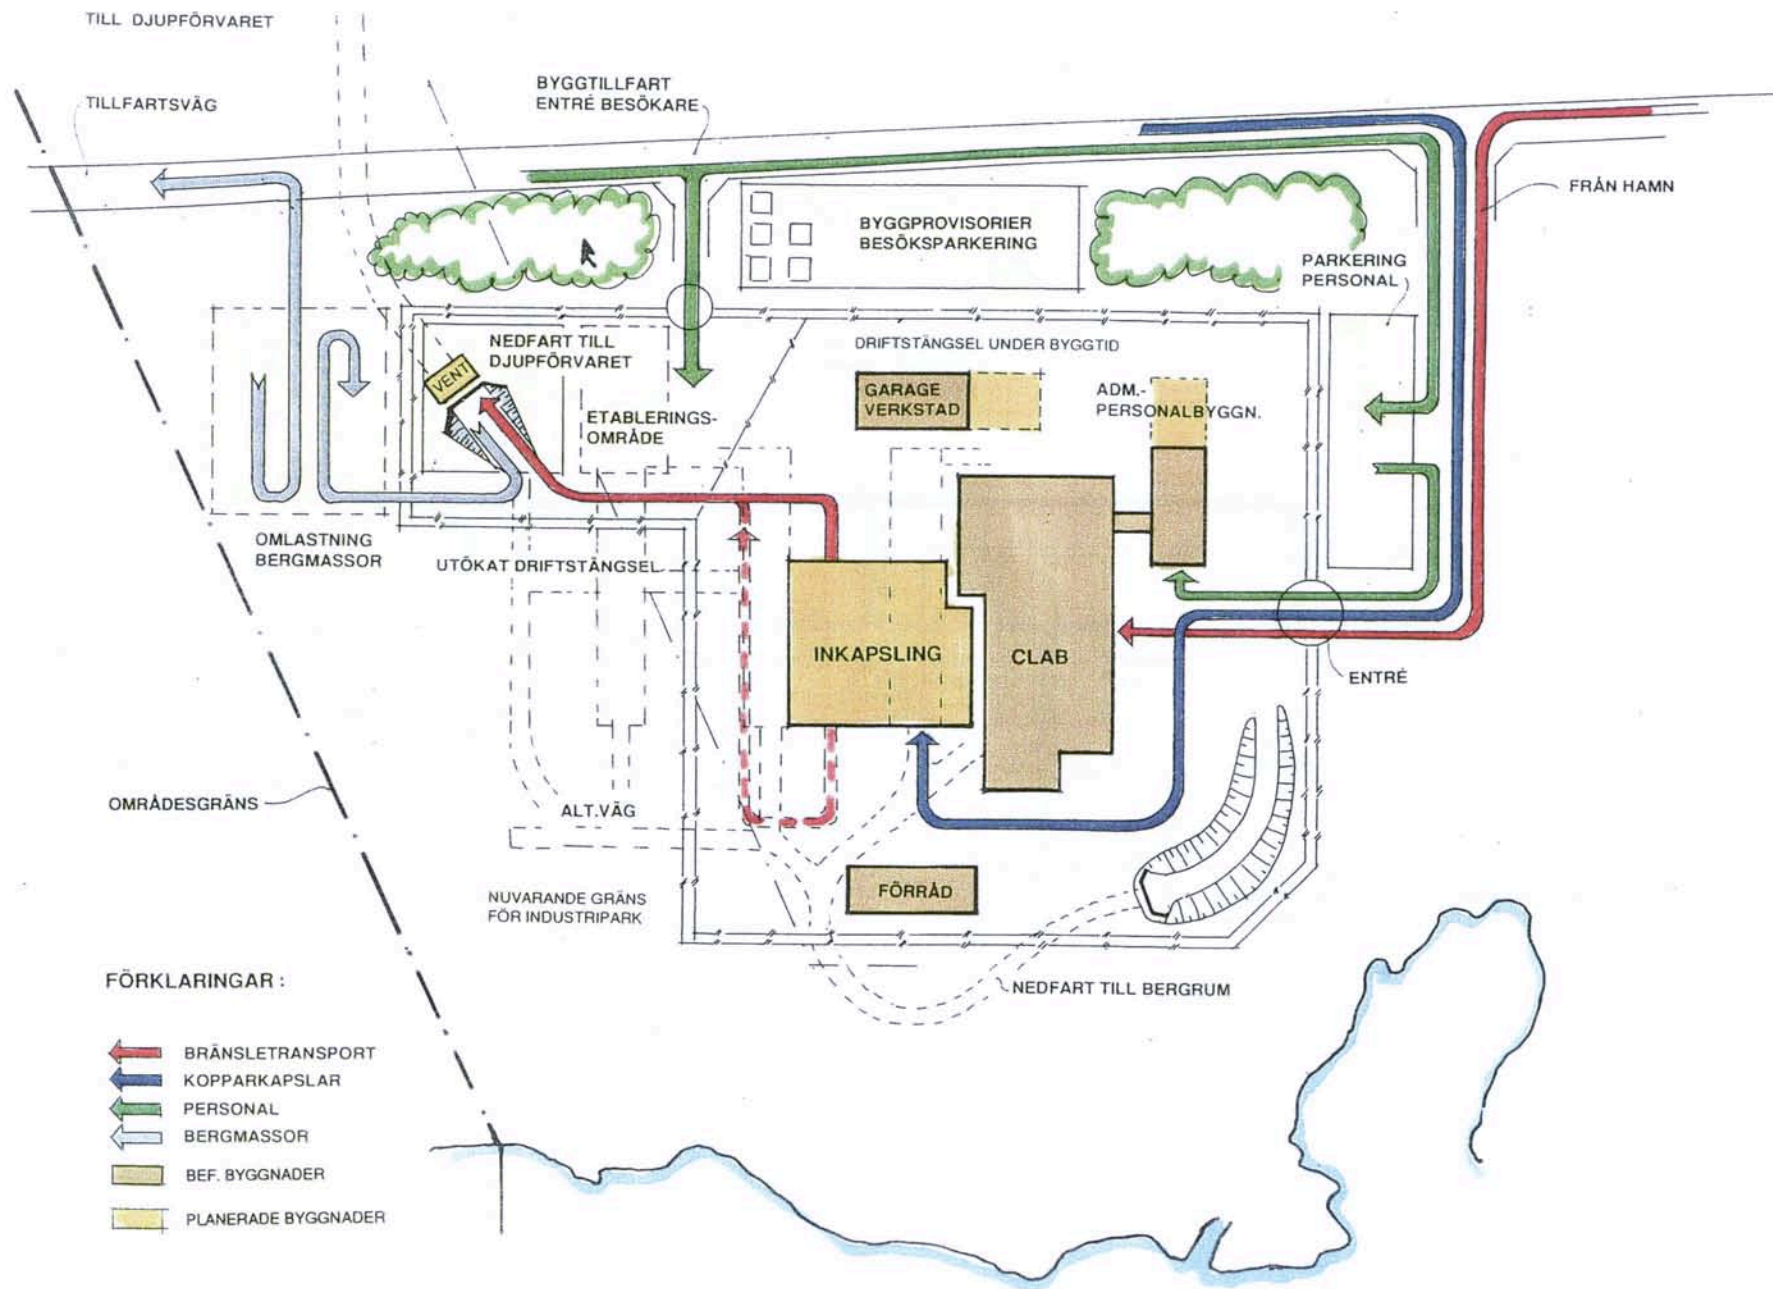 TILL DJUPFÖRVARET
TILLFARTSVÄG
BYGGTILLFART
ENTRÉ BESÖKARE
FRÅN HAMN
BYGGPROVISORIER
BESÖKSPARKERING
PARKERING
PERSONAL
NEDFART TILL
DJUPFÖRVARET
VENT
DRIFTSTÄNGSEL UNDER BYGGTID
GARAGE
VERKSTAD
ADM.-
PERSONALBYGGN.
ETABLERINGS-
OMRÅDE
OMLASTNING
BERGMASSOR
UTÖKAT DRIFTSTÄNGSEL
INKAPSLING
CLAB
ENTRÉ
OMRÅDESGRÄNS
ALT.VÄG
NUVARANDE GRÄNS
FÖR INDUSTRIPARK
FÖRRÅD
NEDFART TILL BERGRUM
FÖRKLARINGAR :
BRÄNSLETRANSPORT
KOPPARKAPSLAR
PERSONAL
BERGMASSOR
BEF. BYGGNADER
PLANERADE BYGGNADER